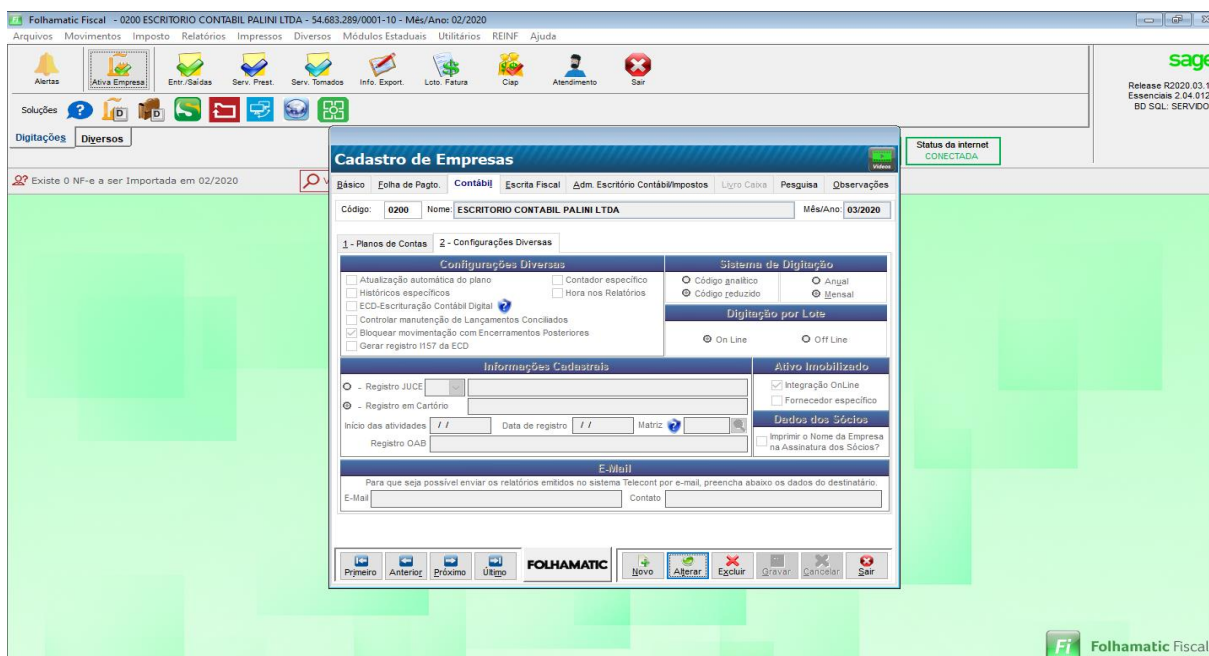 Folhamatic Fiscal - 0200 ESCRITORIO CONTABIL PALINI LTDA - 54.683.289/0001-10 - Mês/Ano: 02/2020
Arquivos Movimentos Imposto Relatórios Impressos Diversos Módulos Estaduais Utilitários REINF Ajuda
Alertas Ativa Empresa Entr./Saídas Serv. Prest. Serv. Tomados Info. Export. Lcto. Fatura Ciap Atendimento Sair
sage
Release R2020.03.1
Essenciais 2.04.012
BD SQL: SERVIDO
Soluções
Digitações Diversos
Status da internet
CONECTADA
Existe 0 NF-e a ser Importada em 02/2020
Cadastro de Empresas
Vídeos
Básico Folha de Pagto. Contábil Escrita Fiscal Adm. Escritório Contábil/Impostos Livro Caixa Pesquisa Observações
Código: 0200 Nome: ESCRITORIO CONTABIL PALINI LTDA Mês/Ano: 03/2020
1 - Planos de Contas 2 - Configurações Diversas
Configurações Diversas
Atualização automática do plano Contador específico
Históricos específicos Hora nos Relatórios
ECD-Escrituração Contábil Digital
Controlar manutenção de Lançamentos Conciliados
Bloquear movimentação com Encerramentos Posteriores
Gerar registro I157 da ECD
Sistema de Digitação
Código analítico Anual
Código reduzido Mensal
Digitação por Lote
On Line Off Line
Informações Cadastrais
- Registro JUCE
- Registro em Cartório
Início das atividades / / Data de registro / / Matriz
Registro OAB
Ativo Imobilizado
Integração OnLine
Fornecedor específico
Dados dos Sócios
Imprimir o Nome da Empresa
na Assinatura dos Sócios?
E-Mail
Para que seja possível enviar os relatórios emitidos no sistema Telecont por e-mail, preencha abaixo os dados do destinatário.
E-Mail Contato
Primeiro Anterior Próximo Último FOLHAMATIC Novo Alterar Excluir Gravar Cancelar Sair
Fi Folhamatic Fiscal